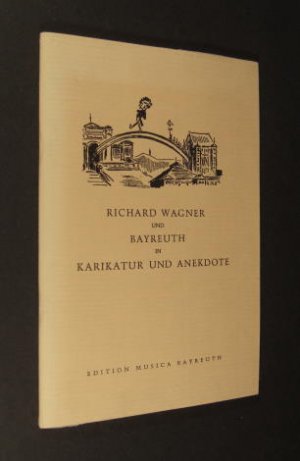 RICHARD WAGNER
UND
BAYREUTH
IN
KARIKATUR UND ANEKDOTE
EDITION MUSICA BAYREUTH